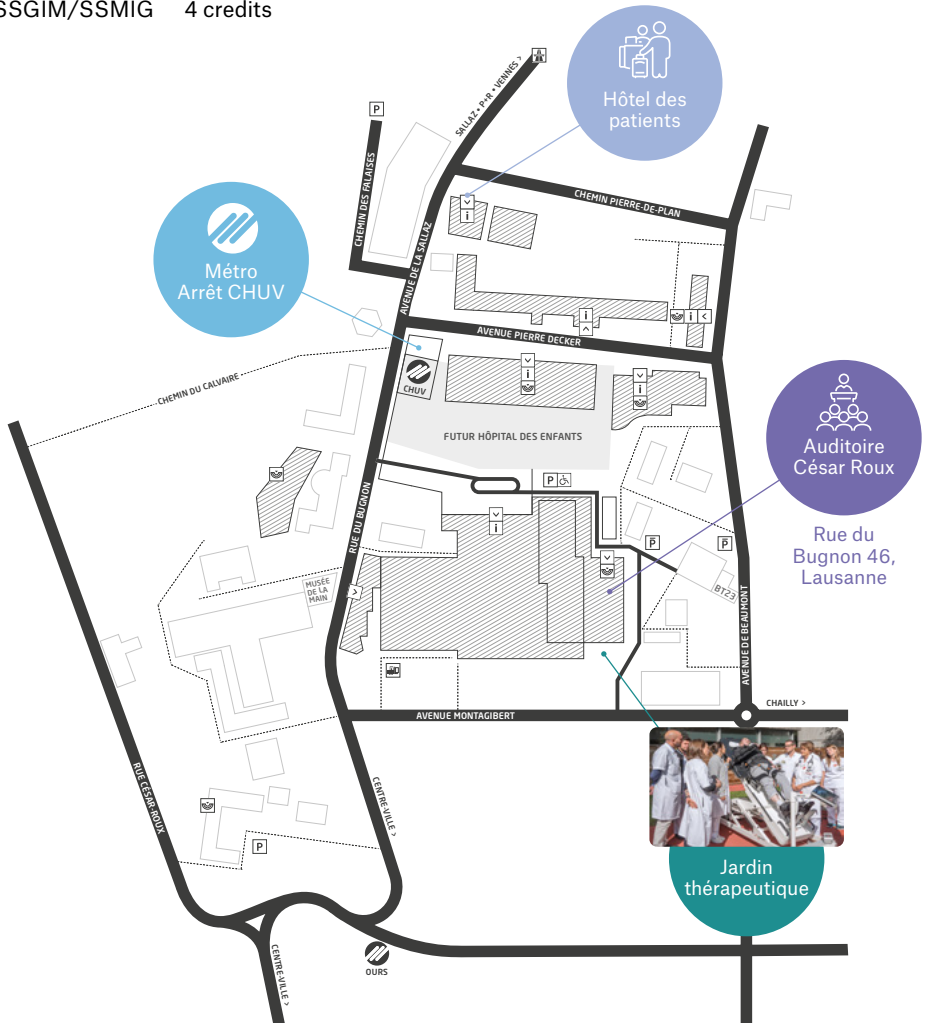 SSGIM/SSMIG 4 credits
SALLAZ • P+R • VENNES >
Hôtel des
patients
P
CHEMIN DES FALAISES
CHEMIN PIERRE-DE-PLAN
AVENUE DE LA SALLAZ
Métro
Arrêt CHUV
i
i
i
AVENUE PIERRE DECKER
CHEMIN DU CALVAIRE
CHUV
i
i
FUTUR HÔPITAL DES ENFANTS
Auditoire
César Roux
P
RUE DU BUGNON
i
Rue du
Bugnon 46,
Lausanne
P
P
MUSÉE
DE LA
MAIN
BT23
AVENUE DE BEAUMONT
CHAILLY >
AVENUE MONTAGIBERT
RUE CÉSAR-ROUX
CENTRE-VILLE >
P
Jardin
thérapeutique
CENTRE-VILLE >
OURS